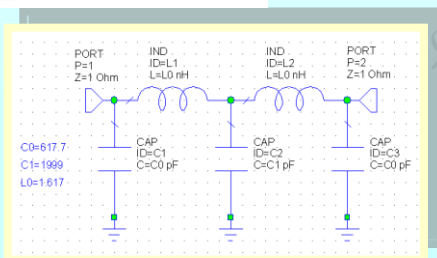 PORT
P=1
Z=1 Ohm
IND
ID=L1
L=L0 nH
IND
ID=L2
L=L0 nH
PORT
P=2
Z=1 Ohm
C0=617.7
C1=1999
L0=1.617
CAP
ID=C1
C=C0 pF
CAP
ID=C2
C=C1 pF
CAP
ID=C3
C=C0 pF